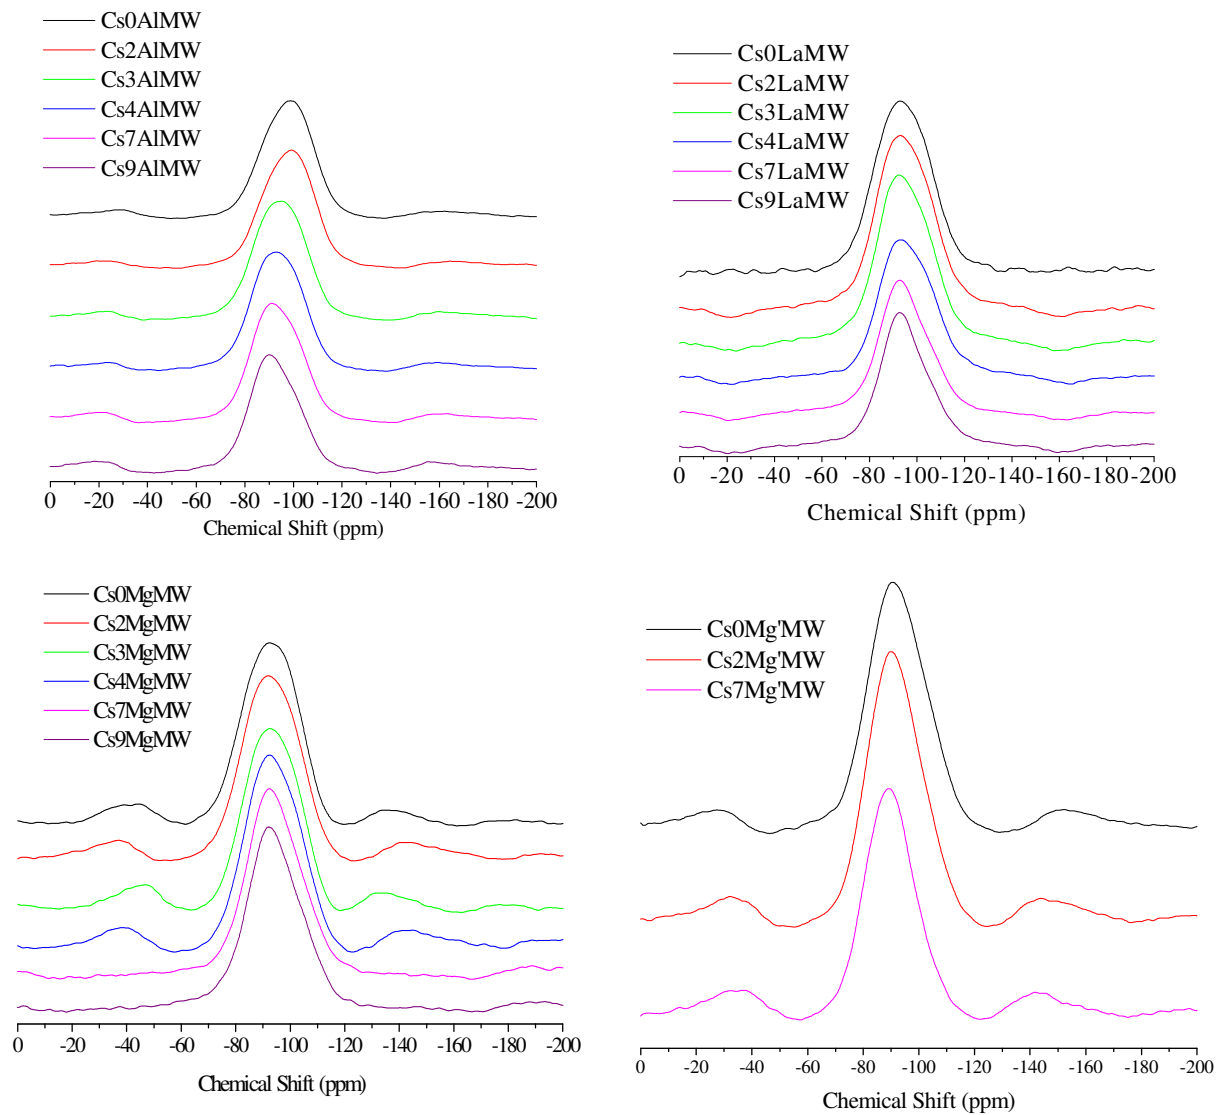 Cs0AlMW
Cs2AlMW
Cs3AlMW
Cs4AlMW
Cs7AlMW
Cs9AlMW
0 -20 -40 -60 -80 -100 -120 -140 -160 -180 -200
Chemical Shift (ppm)
Cs0LaMW
Cs2LaMW
Cs3LaMW
Cs4LaMW
Cs7LaMW
Cs9LaMW
0 -20 -40 -60 -80 -100 -120 -140 -160 -180 -200
Chemical Shift (ppm)
Cs0MgMW
Cs2MgMW
Cs3MgMW
Cs4MgMW
Cs7MgMW
Cs9MgMW
0 -20 -40 -60 -80 -100 -120 -140 -160 -180 -200
Chemical Shift (ppm)
Cs0Mg'MW
Cs2Mg'MW
Cs7Mg'MW
0 -20 -40 -60 -80 -100 -120 -140 -160 -180 -200
Chemical Shift (ppm)